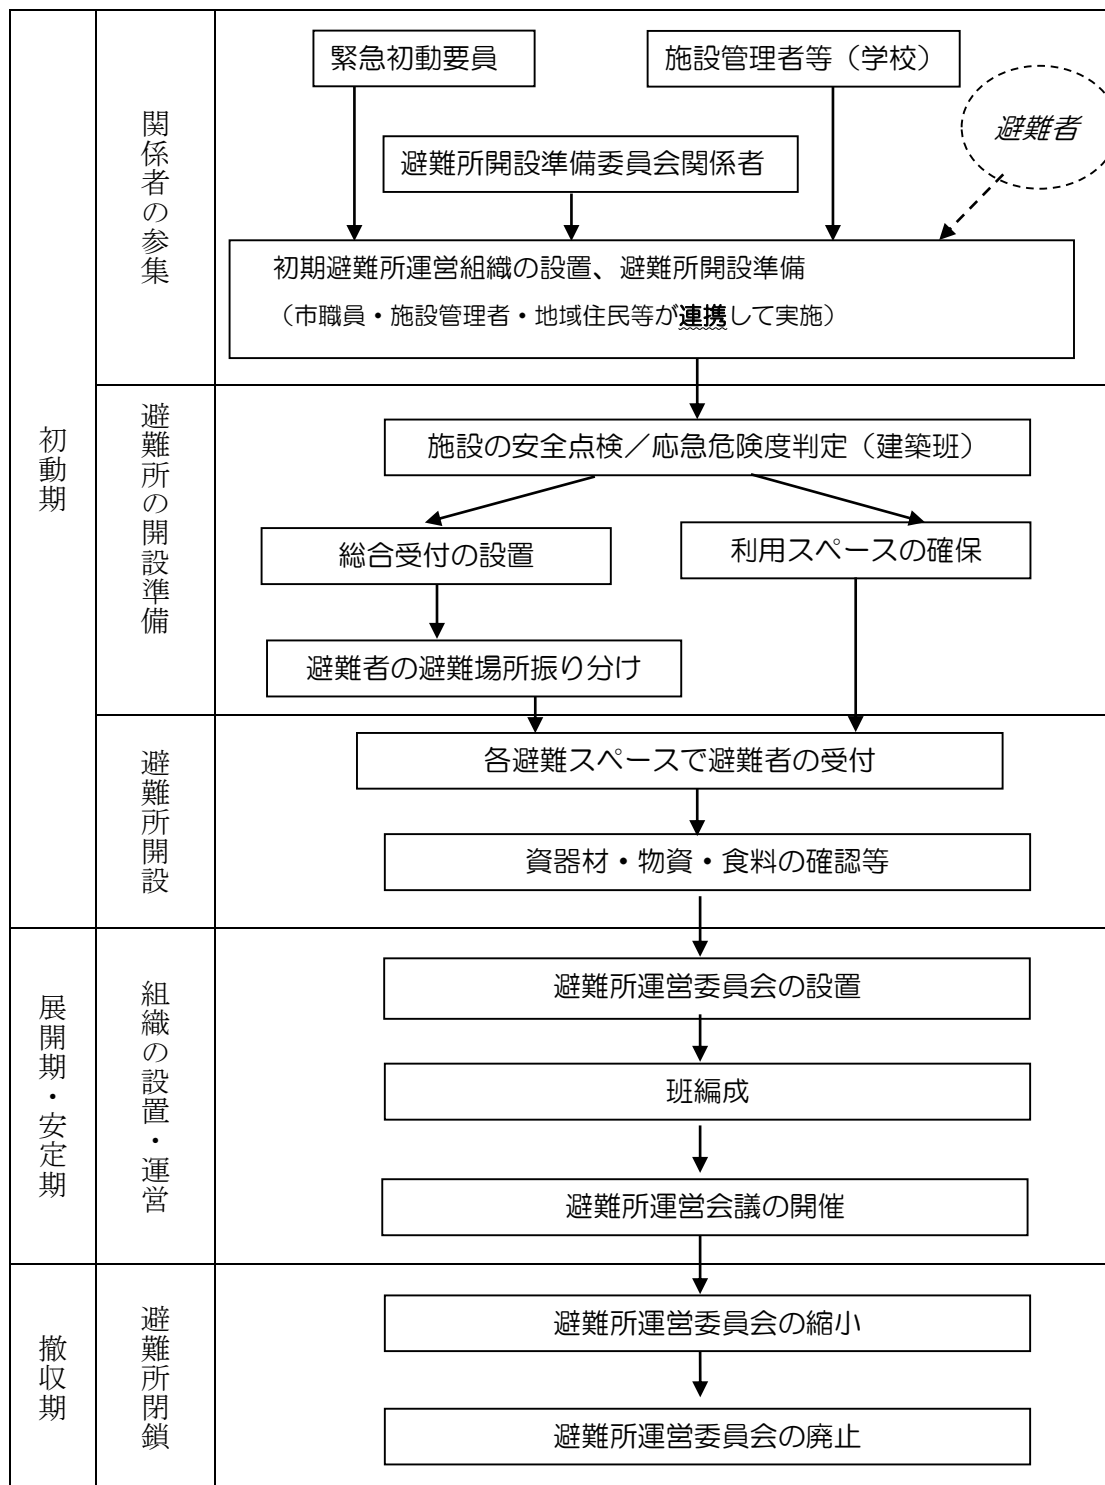 初動期
関係者の参集
緊急初動要員
施設管理者等（学校）
避難者
避難所開設準備委員会関係者
初期避難所運営組織の設置、避難所開設準備
（市職員・施設管理者・地域住民等が連携して実施）
避難所の開設準備
施設の安全点検／応急危険度判定（建築班）
総合受付の設置
利用スペースの確保
避難者の避難場所振り分け
避難所開設
各避難スペースで避難者の受付
資器材・物資・食料の確認等
展開期・安定期
組織の設置・運営
避難所運営委員会の設置
班編成
避難所運営会議の開催
撤収期
避難所閉鎖
避難所運営委員会の縮小
避難所運営委員会の廃止